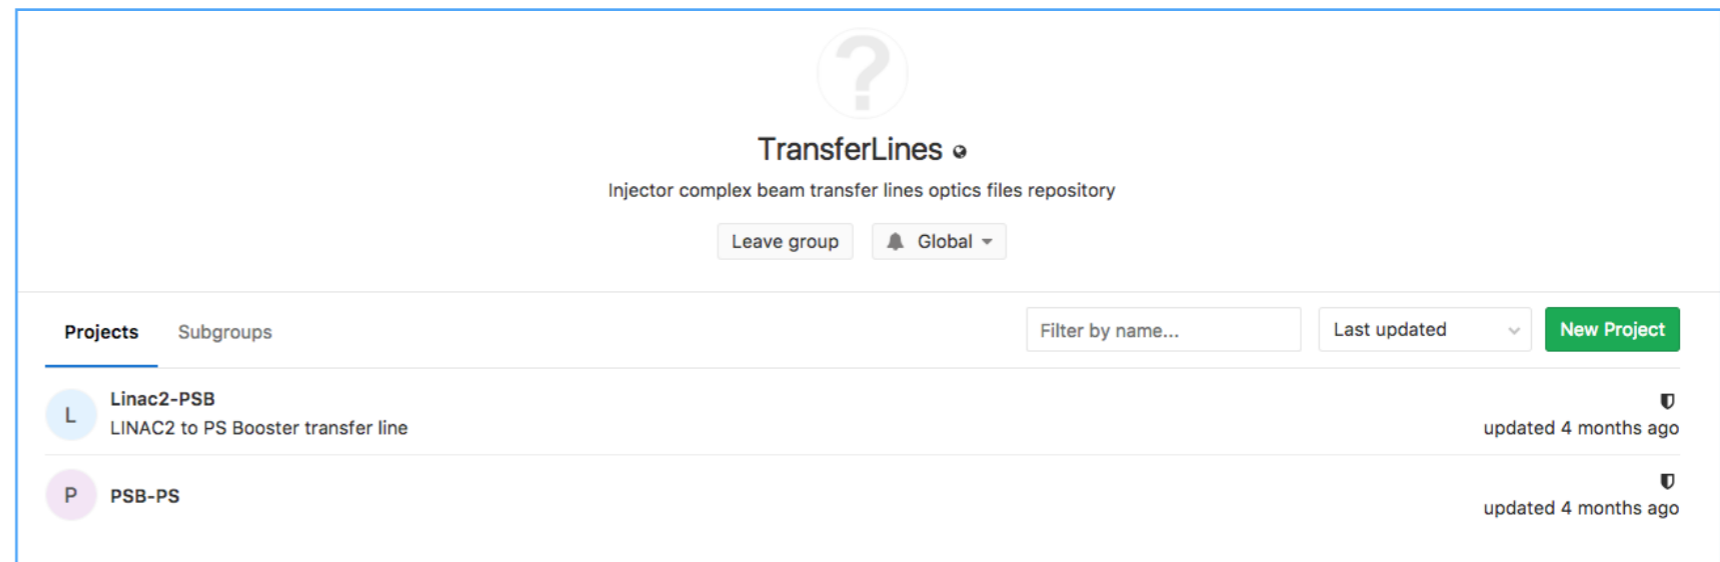 ?
TransferLines
Injector complex beam transfer lines optics files repository
Leave group Global
Projects Subgroups Filter by name... Last updated New Project
L Linac2-PSB
LINAC2 to PS Booster transfer line updated 4 months ago
P PSB-PS
updated 4 months ago